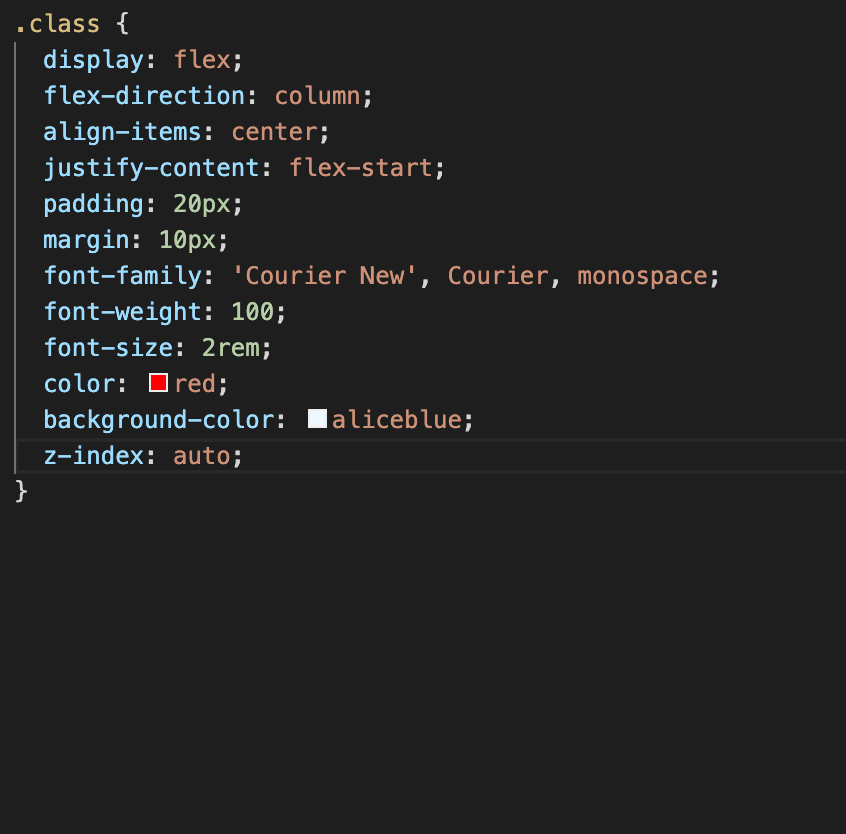 .class {
display: flex;
flex-direction: column;
align-items: center;
justify-content: flex-start;
padding: 20px;
margin: 10px;
font-family: 'Courier New', Courier, monospace;
font-weight: 100;
font-size: 2rem;
color: red;
background-color: aliceblue;
z-index: auto;
}